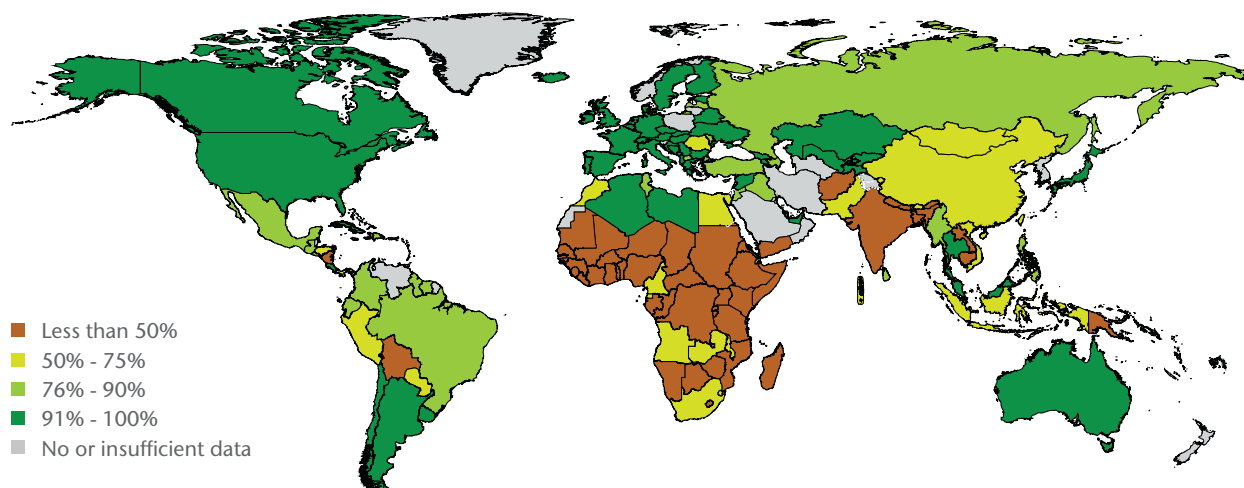 Less than 50%
50% - 75%
76% - 90%
91% - 100%
No or insufficient data